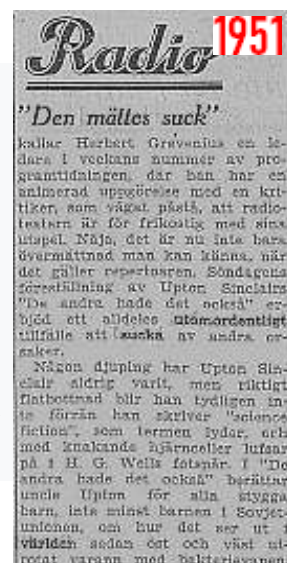 Radio
1951
"Den mättes suck"
kallar Herbert Grevenius en le-
dare i veckans nummer av pro-
gramtidningen, där han har en
animerad uppgörelse med en kri-
tiker, som vågat påstå, att radio-
teatern är för frikostig med sina
utspel. Nåja, det är nu inte bara
övermättnad man kan känna, när
det gäller repertoaren. Söndagens
föreställning av Upton Sinclairs
"De andra hade det också" er-
bjöd ett alldeles utomordentligt
tillfälle att sucka av andra or-
saker.
Någon djuping har Upton Sin-
clair aldrig varit, men riktigt
flatbottnad blir han tydligen in-
te förrän han skriver "science
fiction", som termen lyder, och
med knakande hjärnceller lufsar
på i H. G. Wells fotspår. I "De
andra hade det också" berättar
uncle Upton för alla stygga
barn, inte minst barnen i Sovjet-
unionen, om hur det ser ut i
världen sedan öst och väst ut-
rotat varann med bakterievapen